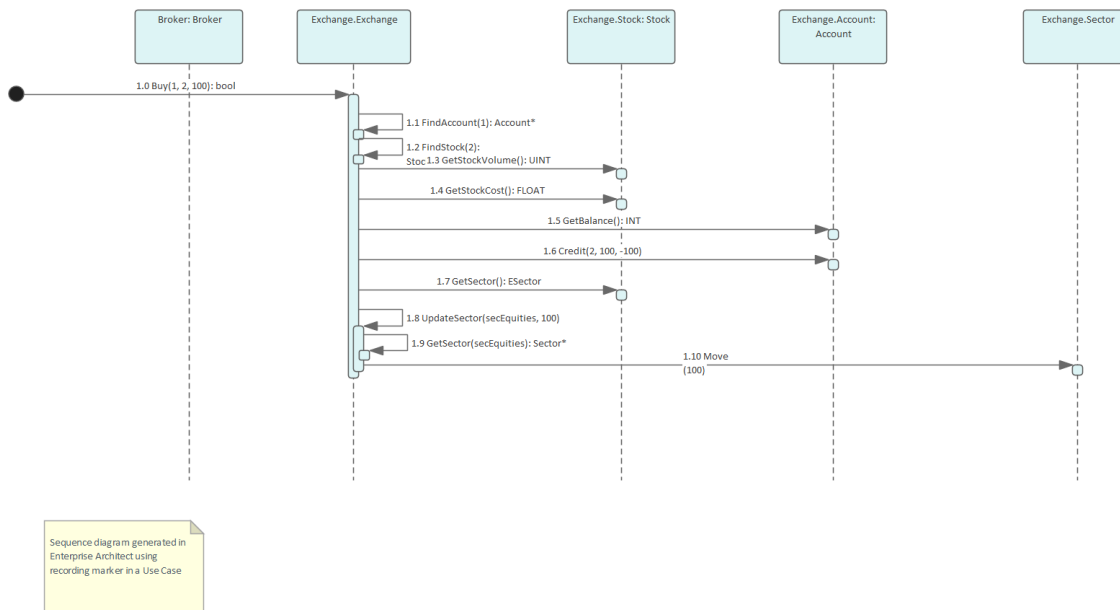 Broker: Broker
Exchange.Exchange
Exchange.Stock: Stock
Exchange.Account:
Account
Exchange.Sector
1.0 Buy(1, 2, 100): bool
1.1 FindAccount(1): Account*
1.2 FindStock(2):
Stoc
1.3 GetStockVolume(): UINT
1.4 GetStockCost(): FLOAT
1.5 GetBalance(): INT
1.6 Credit(2, 100, -100)
1.7 GetSector(): ESector
1.8 UpdateSector(secEquities, 100)
1.9 GetSector(secEquities): Sector*
1.10 Move
(100)
Sequence diagram generated in
Enterprise Architect using
recording marker in a Use Case